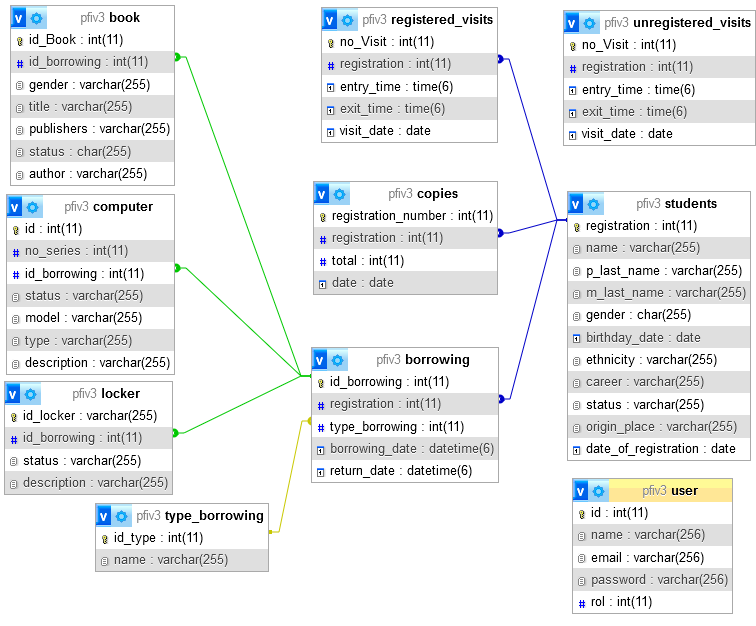 v pfiv3 book
id_Book : int(11)
# id_borrowing : int(11)
gender : varchar(255)
title : varchar(255)
publishers : varchar(255)
status : char(255)
author : varchar(255)
v pfiv3 computer
id : int(11)
# no_series : int(11)
# id_borrowing : int(11)
status : varchar(255)
model : varchar(255)
type : varchar(255)
description : varchar(255)
v pfiv3 locker
id_locker : varchar(255)
# id_borrowing : int(11)
status : varchar(255)
description : varchar(255)
v pfiv3 type_borrowing
id_type : int(11)
name : varchar(255)
v pfiv3 registered_visits
no_Visit : int(11)
# registration : int(11)
entry_time : time(6)
exit_time : time(6)
visit_date : date
v pfiv3 copies
registration_number : int(11)
# registration : int(11)
# total : int(11)
date : date
v pfiv3 borrowing
id_borrowing : int(11)
# registration : int(11)
# type_borrowing : int(11)
borrowing_date : datetime(6)
return_date : datetime(6)
v pfiv3 unregistered_visits
no_Visit : int(11)
# registration : int(11)
entry_time : time(6)
exit_time : time(6)
visit_date : date
v pfiv3 students
registration : int(11)
name : varchar(255)
p_last_name : varchar(255)
m_last_name : varchar(255)
gender : char(255)
birthday_date : date
ethnicity : varchar(255)
career : varchar(255)
status : varchar(255)
origin_place : varchar(255)
date_of_registration : date
v pfiv3 user
id : int(11)
name : varchar(256)
email : varchar(256)
password : varchar(256)
# rol : int(11)